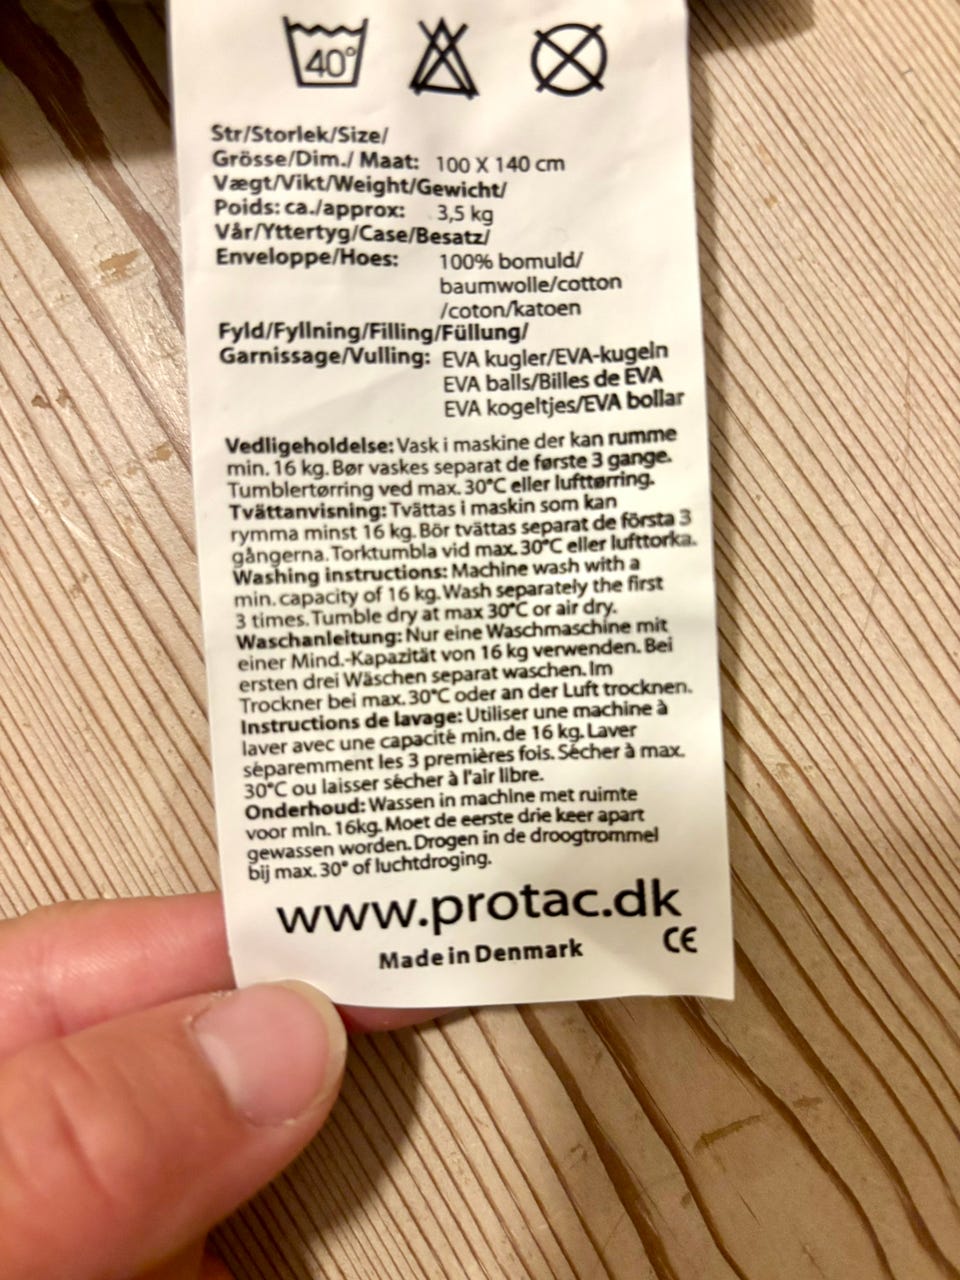 40°
Str/Storlek/Size/
Grösse/Dim./ Maat: 100 X 140 cm
Vægt/Vikt/Weight/Gewicht/
Poids: ca./approx: 3,5 kg
Vår/Yttertyg/Case/Besatz/
Enveloppe/Hoes: 100% bomuld/
baumwolle/cotton
/coton/katoen
Fyld/Fyllning/Filling/Füllung/
Garnissage/Vulling: EVA kugler/EVA-kugeln
EVA balls/Billes de EVA
EVA kogeltjes/EVA bollar
Vedligeholdelse: Vask i maskine der kan rumme
min. 16 kg. Bør vaskes separat de første 3 gange.
Tumblertørring ved max. 30°C eller lufttørring.
Tvättanvisning: Tvättas i maskin som kan
rymma minst 16 kg. Bör tvättas separat de första 3
gångerna. Torktumbla vid max. 30°C eller lufttorka.
Washing instructions: Machine wash with a
min. capacity of 16 kg. Wash separately the first
3 times. Tumble dry at max 30°C or air dry.
Waschanleitung: Nur eine Waschmaschine mit
einer Mind.-Kapazität von 16 kg verwenden. Bei
ersten drei Wäschen separat waschen. Im
Trockner bei max. 30°C oder an der Luft trocknen.
Instructions de lavage: Utiliser une machine à
laver avec une capacité min. de 16 kg. Laver
séparemment les 3 premières fois. Sécher à max.
30°C ou laisser sécher à l'air libre.
Onderhoud: Wassen in machine met ruimte
voor min. 16kg. Moet de eerste drie keer apart
gewassen worden. Drogen in de droogtrommel
bij max. 30° of luchtdroging.
www.protac.dk
Made in Denmark CE